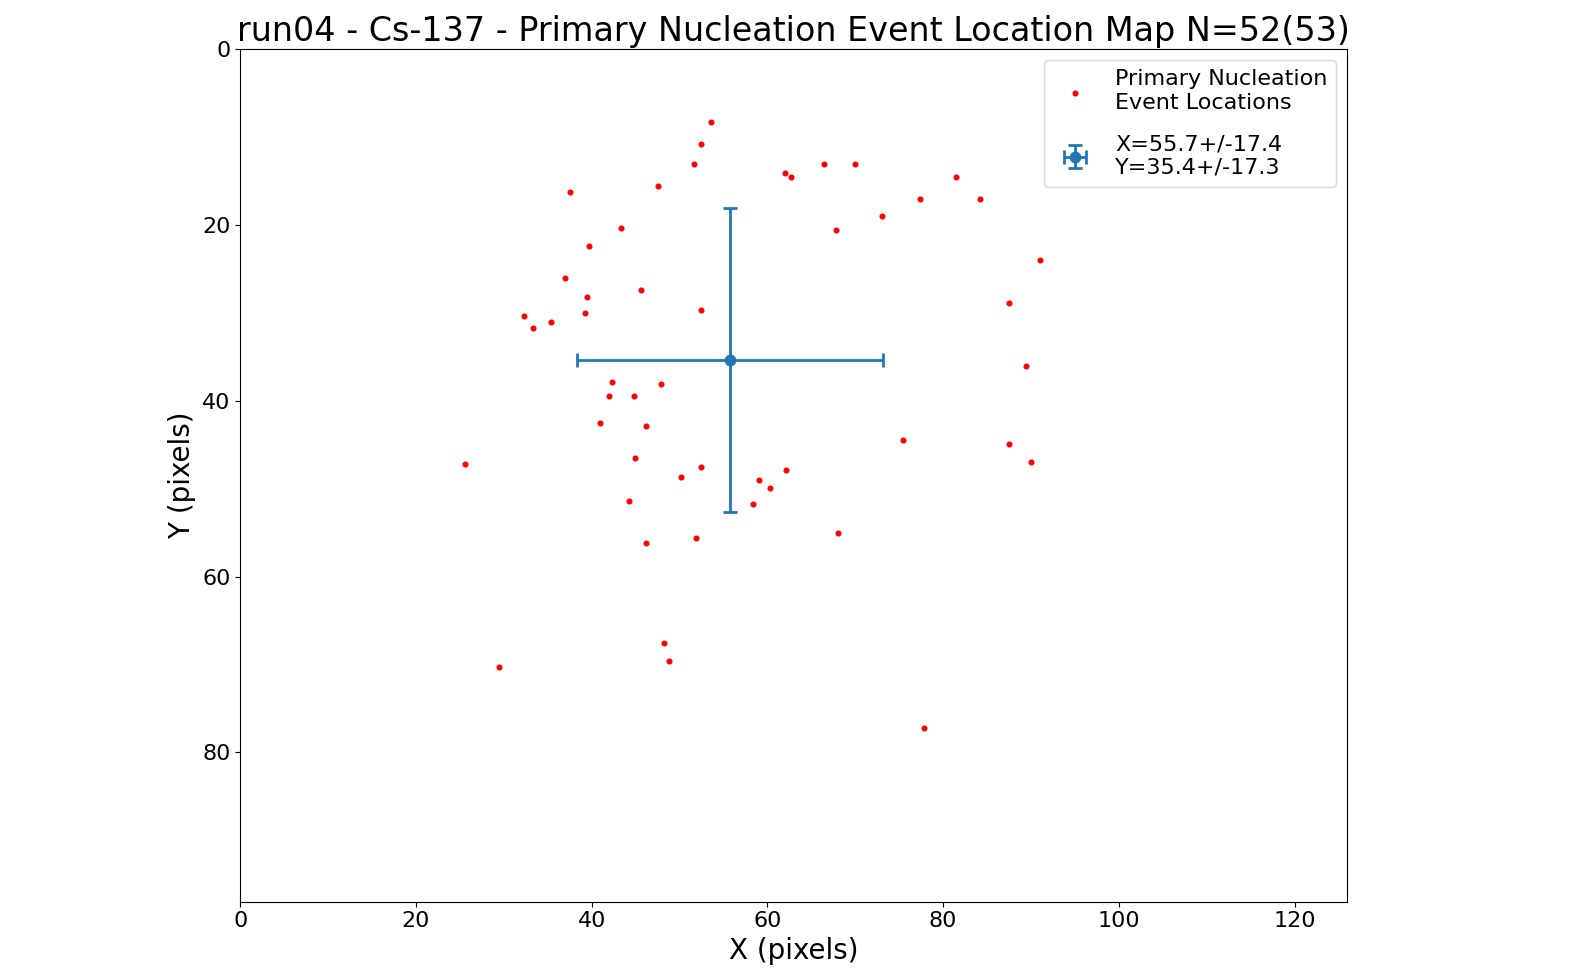 run04 - Cs-137 - Primary Nucleation Event Location Map N=52(53)
Primary Nucleation
Event Locations
X=55.7+/-17.4
Y=35.4+/-17.3
0
20
40
60
80
Y (pixels)
0 20 40 60 80 100 120
X (pixels)